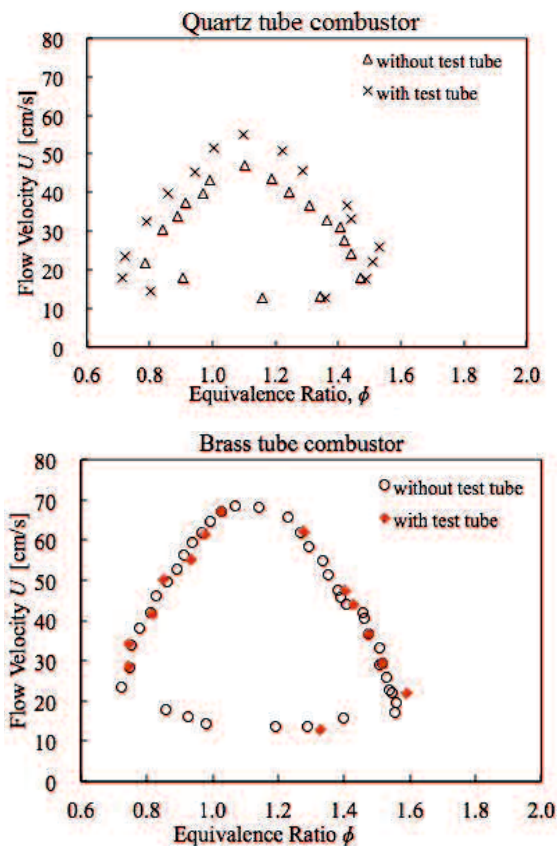 Quartz tube combustor
80
70
60
50
40
30
20
10
0
Flow Velocity U [cm/s]
without test tube
with test tube
0.6 0.8 1.0 1.2 1.4 1.6 1.8 2.0
Equivalence Ratio, ϕ
Brass tube combustor
80
70
60
50
40
30
20
10
0
Flow Velocity U [cm/s]
without test tube
with test tube
0.6 0.8 1.0 1.2 1.4 1.6 1.8 2.0
Equivalence Ratio ϕ